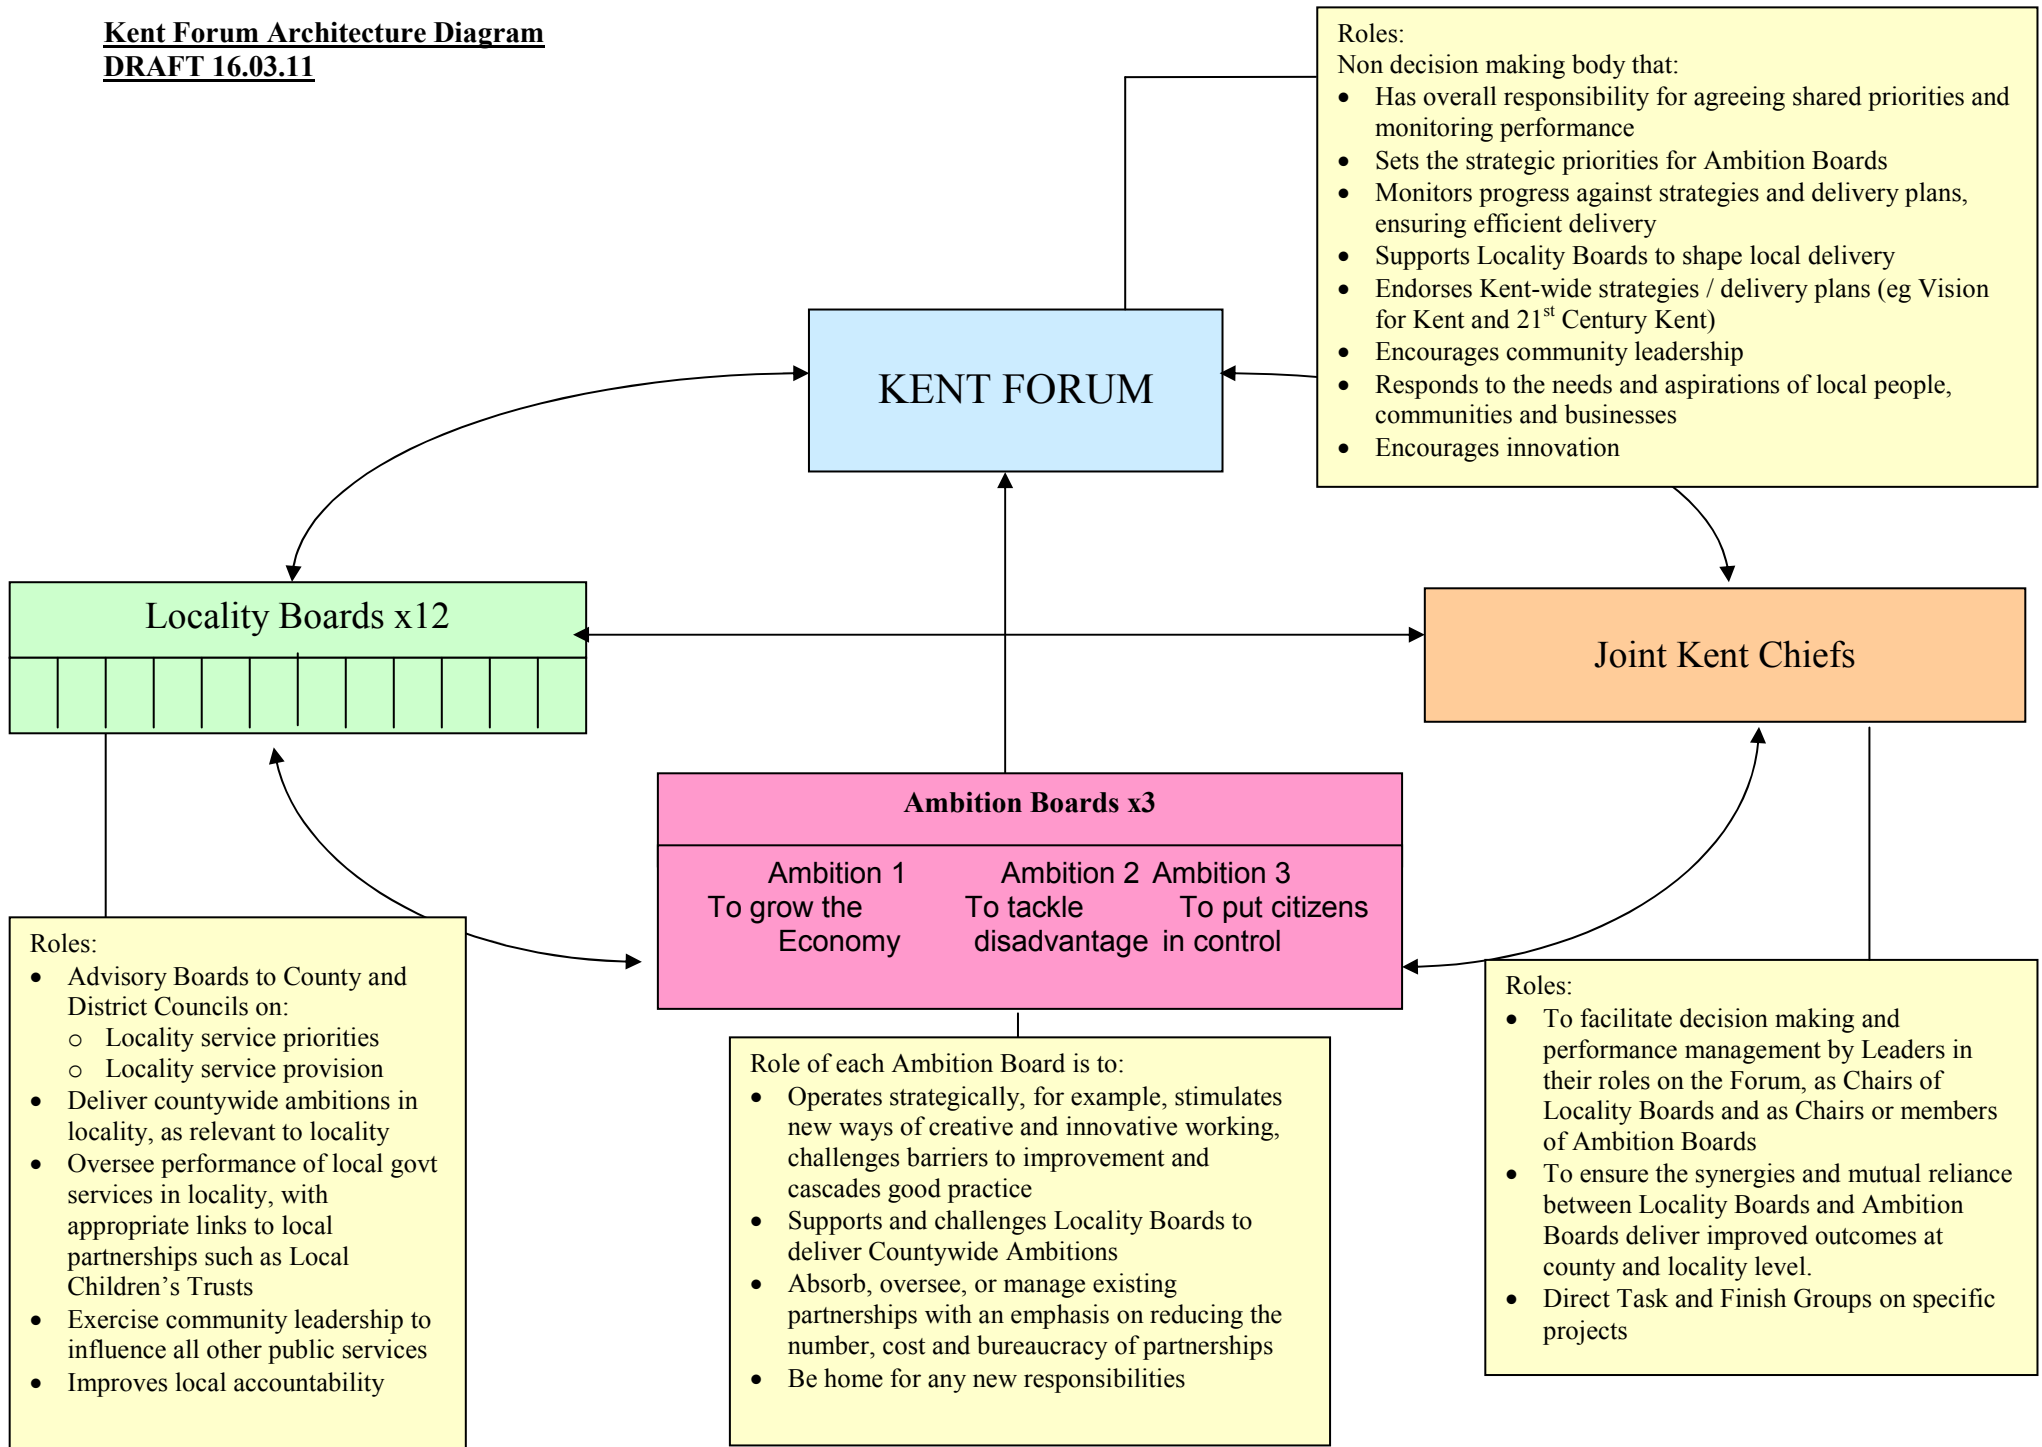 Kent Forum Architecture Diagram
DRAFT 16.03.11
Roles:
Non decision making body that:
• Has overall responsibility for agreeing shared priorities and
monitoring performance
• Sets the strategic priorities for Ambition Boards
• Monitors progress against strategies and delivery plans,
ensuring efficient delivery
• Supports Locality Boards to shape local delivery
• Endorses Kent-wide strategies / delivery plans (eg Vision
for Kent and 21st Century Kent)
• Encourages community leadership
• Responds to the needs and aspirations of local people,
communities and businesses
• Encourages innovation
KENT FORUM
Locality Boards x12
Joint Kent Chiefs
Ambition Boards x3
Ambition 1 Ambition 2 Ambition 3
To grow the To tackle To put citizens
Economy disadvantage in control
Roles:
• Advisory Boards to County and
District Councils on:
o Locality service priorities
o Locality service provision
• Deliver countywide ambitions in
locality, as relevant to locality
• Oversee performance of local govt
services in locality, with
appropriate links to local
partnerships such as Local
Children’s Trusts
• Exercise community leadership to
influence all other public services
• Improves local accountability
Role of each Ambition Board is to:
• Operates strategically, for example, stimulates
new ways of creative and innovative working,
challenges barriers to improvement and
cascades good practice
• Supports and challenges Locality Boards to
deliver Countywide Ambitions
• Absorb, oversee, or manage existing
partnerships with an emphasis on reducing the
number, cost and bureaucracy of partnerships
• Be home for any new responsibilities
Roles:
• To facilitate decision making and
performance management by Leaders in
their roles on the Forum, as Chairs of
Locality Boards and as Chairs or members
of Ambition Boards
• To ensure the synergies and mutual reliance
between Locality Boards and Ambition
Boards deliver improved outcomes at
county and locality level.
• Direct Task and Finish Groups on specific
projects